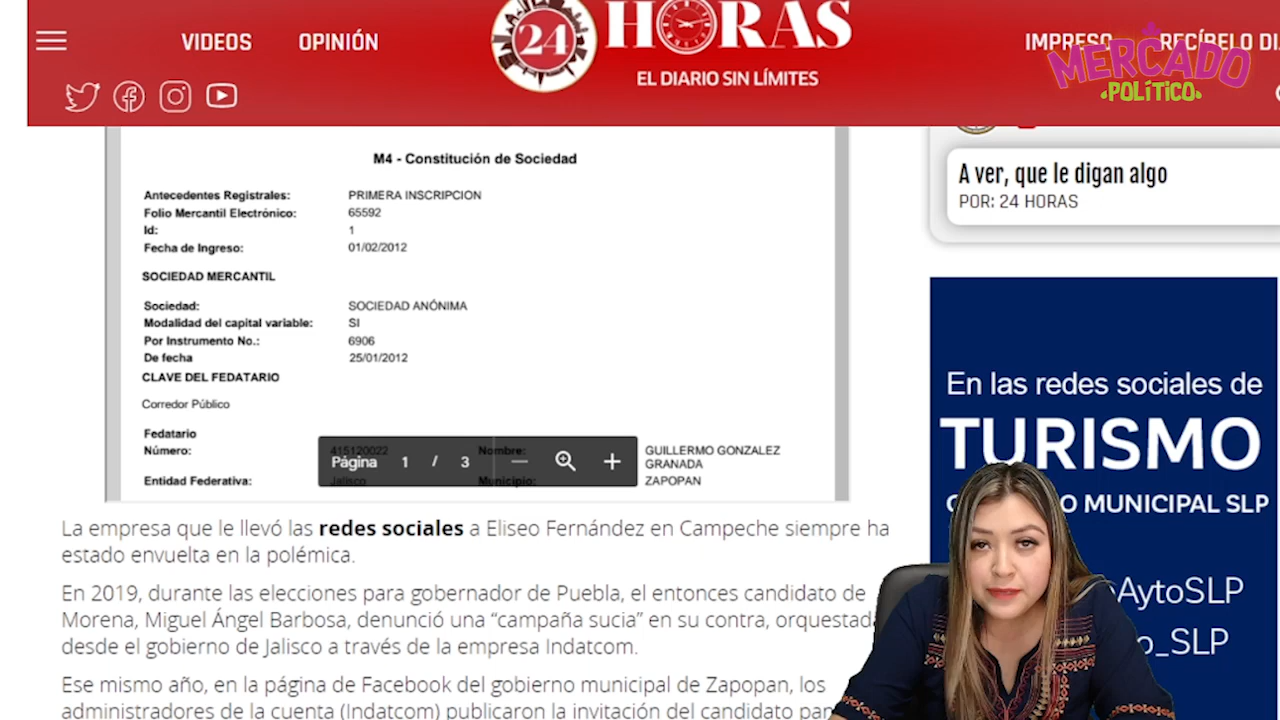 VIDEOS
OPINIÓN
24 HORAS
EL DIARIO SIN LÍMITES
IMPRESO
RECÍBELO
MERCADO
POLÍTICO
M4 - Constitución de Sociedad
Antecedentes Registrales: PRIMERA INSCRIPCION
Folio Mercantil Electrónico: 65592
Id: 1
Fecha de Ingreso: 01/02/2012
SOCIEDAD MERCANTIL
Sociedad: SOCIEDAD ANÓNIMA
Modalidad del capital variable: SI
Por Instrumento No.: 6906
De fecha 25/01/2012
CLAVE DEL FEDATARIO
Corredor Público
Fedatario
Número: 415120022 Nombre: GUILLERMO GONZALEZ
GRANADA
Entidad Federativa: Jalisco Municipio: ZAPOPAN
Página 1 / 3
La empresa que le llevó las redes sociales a Eliseo Fernández en Campeche siempre ha
estado envuelta en la polémica.
En 2019, durante las elecciones para gobernador de Puebla, el entonces candidato de
Morena, Miguel Ángel Barbosa, denunció una “campaña sucia” en su contra, orquestada
desde el gobierno de Jalisco a través de la empresa Indatcom.
Ese mismo año, en la página de Facebook del gobierno municipal de Zapopan, los
administradores de la cuenta (Indatcom) publicaron la invitación del candidato
A ver, que le digan algo
POR: 24 HORAS
En las redes sociales de
TURISMO
MUNICIPAL SLP
AytoSLP
_SLP